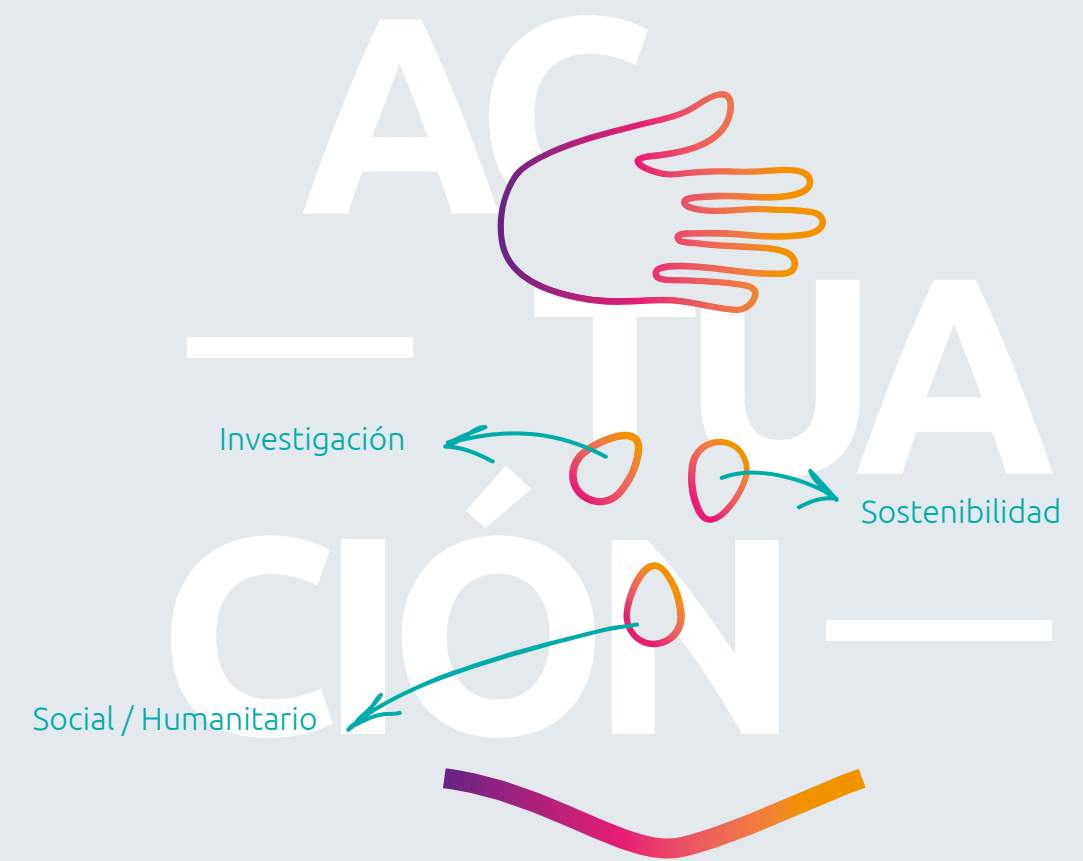 AC
TUA
Investigación
Sostenibilidad
CIÓN
Social / Humanitario